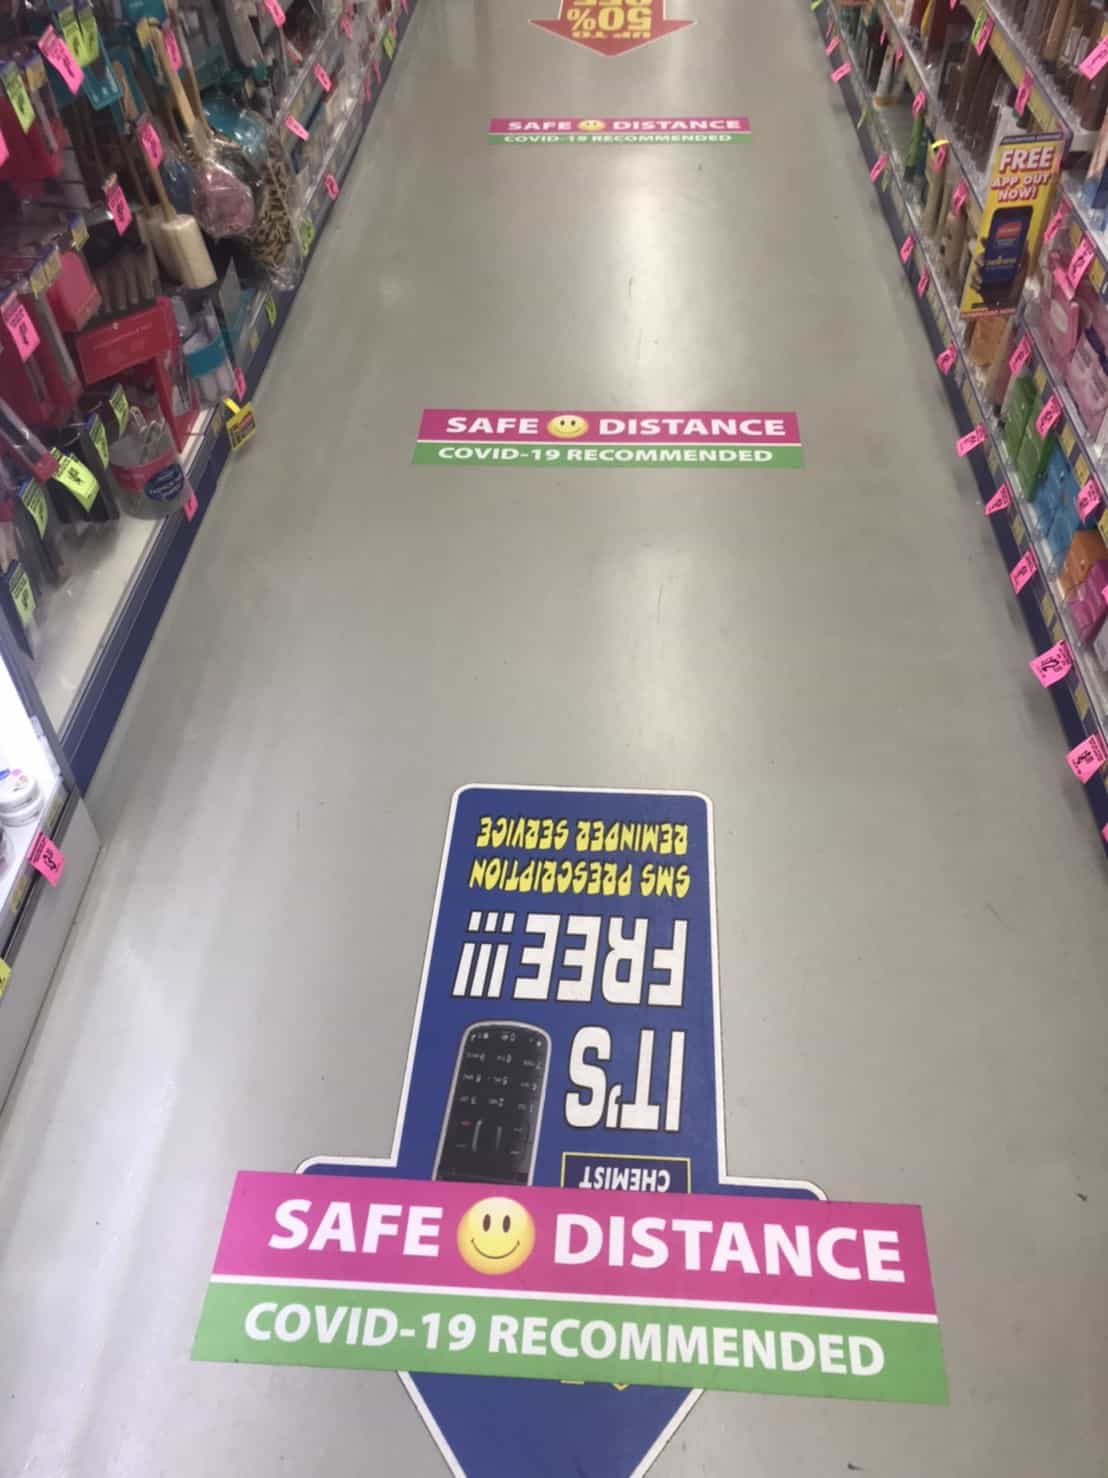 UP TO
50%
OFF
SAFE DISTANCE
COVID-19 RECOMMENDED
FREE
APP OUT
NOW!
SAFE DISTANCE
COVID-19 RECOMMENDED
CHEMIST
IT'S
FREE!!!
SMS PRESCRIPTION
REMINDER SERVICE
SAFE DISTANCE
COVID-19 RECOMMENDED